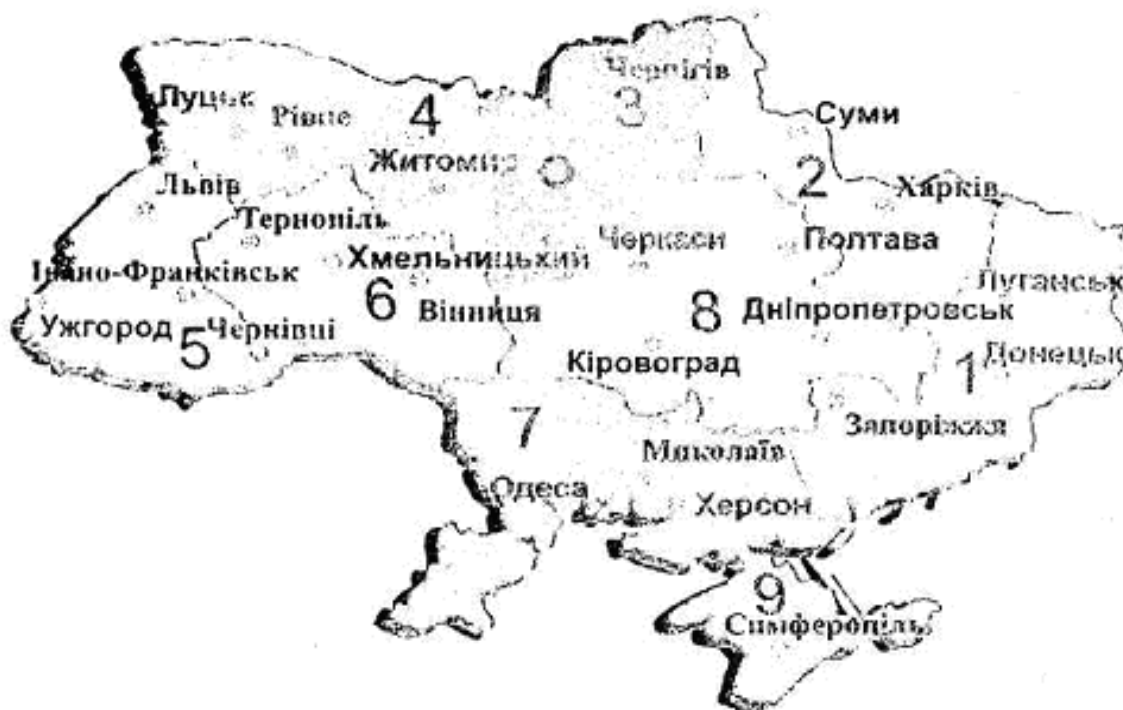 Чернігів
Луцьк
Рівне
4
3
Суми
Житомир
2
Львів
Харків
Тернопіль
Черкаси
Полтава
Хмельницький
Івано-Франківськ
Луганськ
6
Вінниця
8
Дніпропетровськ
Ужгород
5
Чернівці
Кіровоград
1
Донецьк
7
Запоріжжя
Миколаїв
Одеса
Херсон
9
Симферопіль